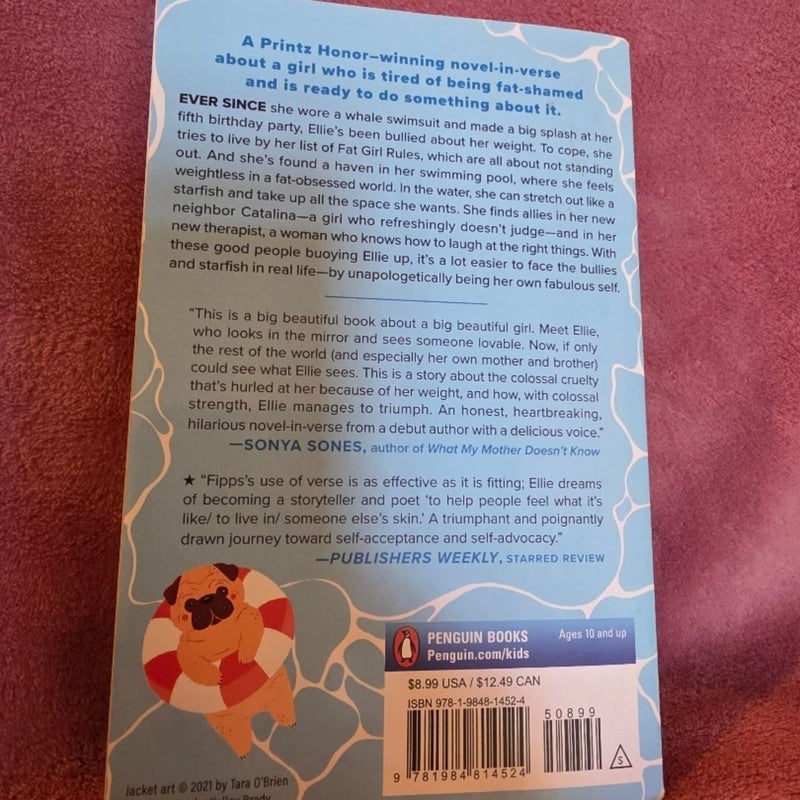 A Printz Honor–winning novel-in-verse
about a girl who is tired of being fat-shamed
and is ready to do something about it.
EVER SINCE she wore a whale swimsuit and made a big splash at her
fifth birthday party, Ellie's been bullied about her weight. To cope, she
tries to live by her list of Fat Girl Rules, which are all about not standing
out. And she's found a haven in her swimming pool, where she feels
weightless in a fat-obsessed world. In the water, she can stretch out like a
starfish and take up all the space she wants. She finds allies in her new
neighbor Catalina—a girl who refreshingly doesn't judge—and in her
new therapist, a woman who knows how to laugh at the right things. With
these good people buoying Ellie up, it's a lot easier to face the bullies
and starfish in real life—by unapologetically being her own fabulous self.
"This is a big beautiful book about a big beautiful girl. Meet Ellie,
who looks in the mirror and sees someone lovable. Now, if only
the rest of the world (and especially her own mother and brother)
could see what Ellie sees. This is a story about the colossal cruelty
that's hurled at her because of her weight, and how, with colossal
strength, Ellie manages to triumph. An honest, heartbreaking,
hilarious novel-in-verse from a debut author with a delicious voice."
—SONYA SONES, author of What My Mother Doesn't Know
★ "Fipps's use of verse is as effective as it is fitting; Ellie dreams
of becoming a storyteller and poet 'to help people feel what it's
like/ to live in/ someone else's skin.' A triumphant and poignantly
drawn journey toward self-acceptance and self-advocacy."
—PUBLISHERS WEEKLY, STARRED REVIEW
PENGUIN BOOKS
Penguin.com/kids
Ages 10 and up
$8.99 USA / $12.49 CAN
ISBN 978-1-9848-1452-4
50899
9 781984 814524
S
Jacket art © 2021 by Tara O'Brien
Brady